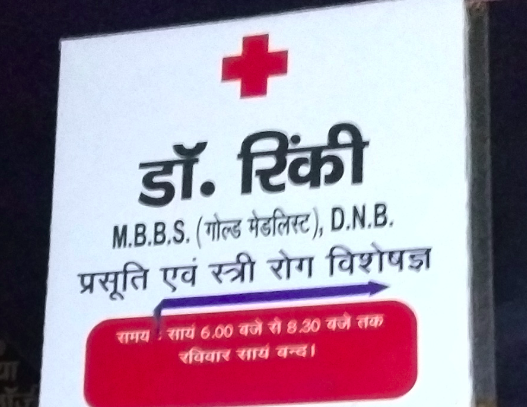 डॉ. रिंकी
M.B.B.S. (गोल्ड मेडलिस्ट), D.N.B.
प्रसूति एवं स्त्री रोग विशेषज्ञ
समय : सायं 6.00 बजे से 8.30 बजे तक
रविवार सायं बन्द।